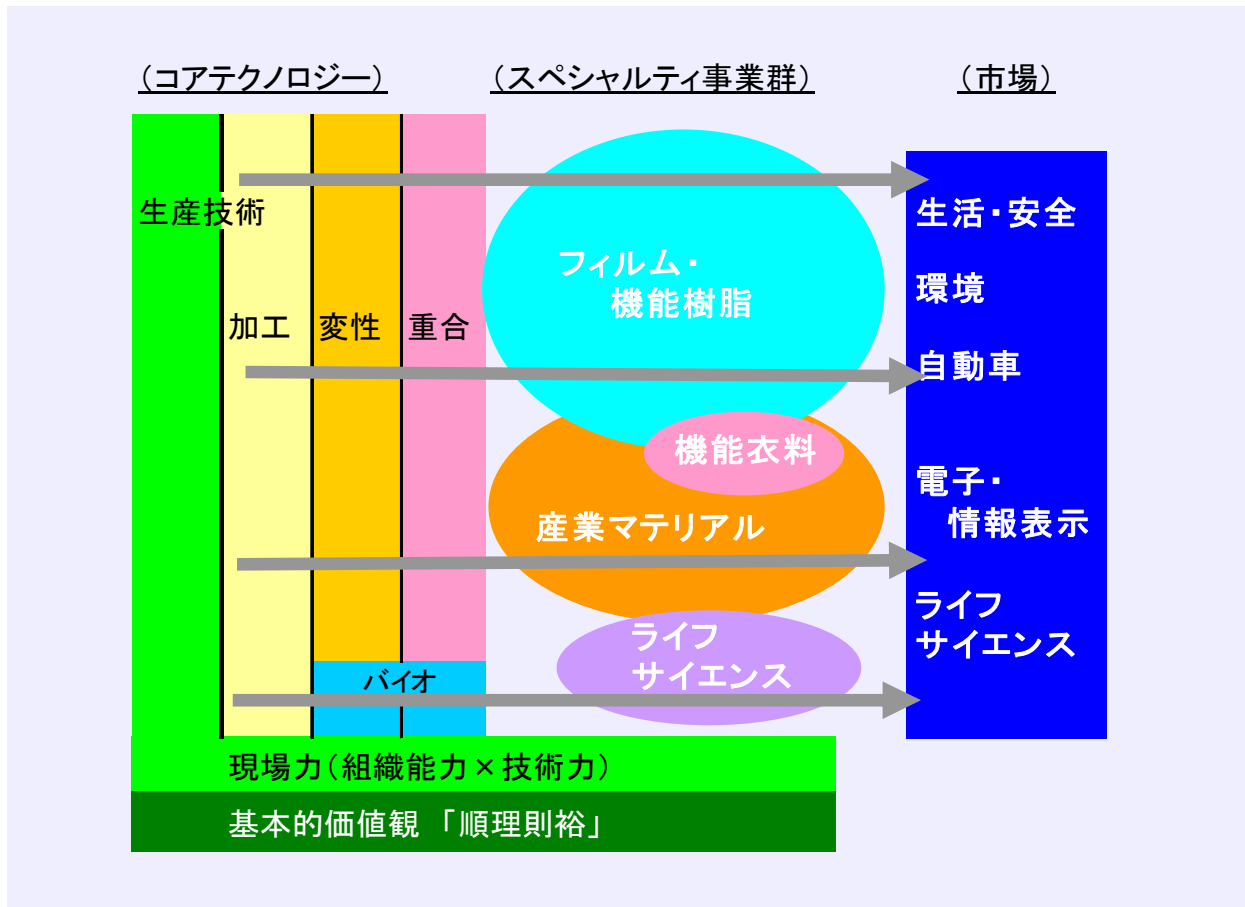 （コアテクノロジー）
（スペシャルティ事業群）
（市場）
生産技術
加工
変性
重合
バイオ
フィルム・
機能樹脂
機能衣料
産業マテリアル
ライフ
サイエンス
生活・安全
環境
自動車
電子・
情報表示
ライフ
サイエンス
現場力（組織能力×技術力）
基本的価値観 「順理則裕」